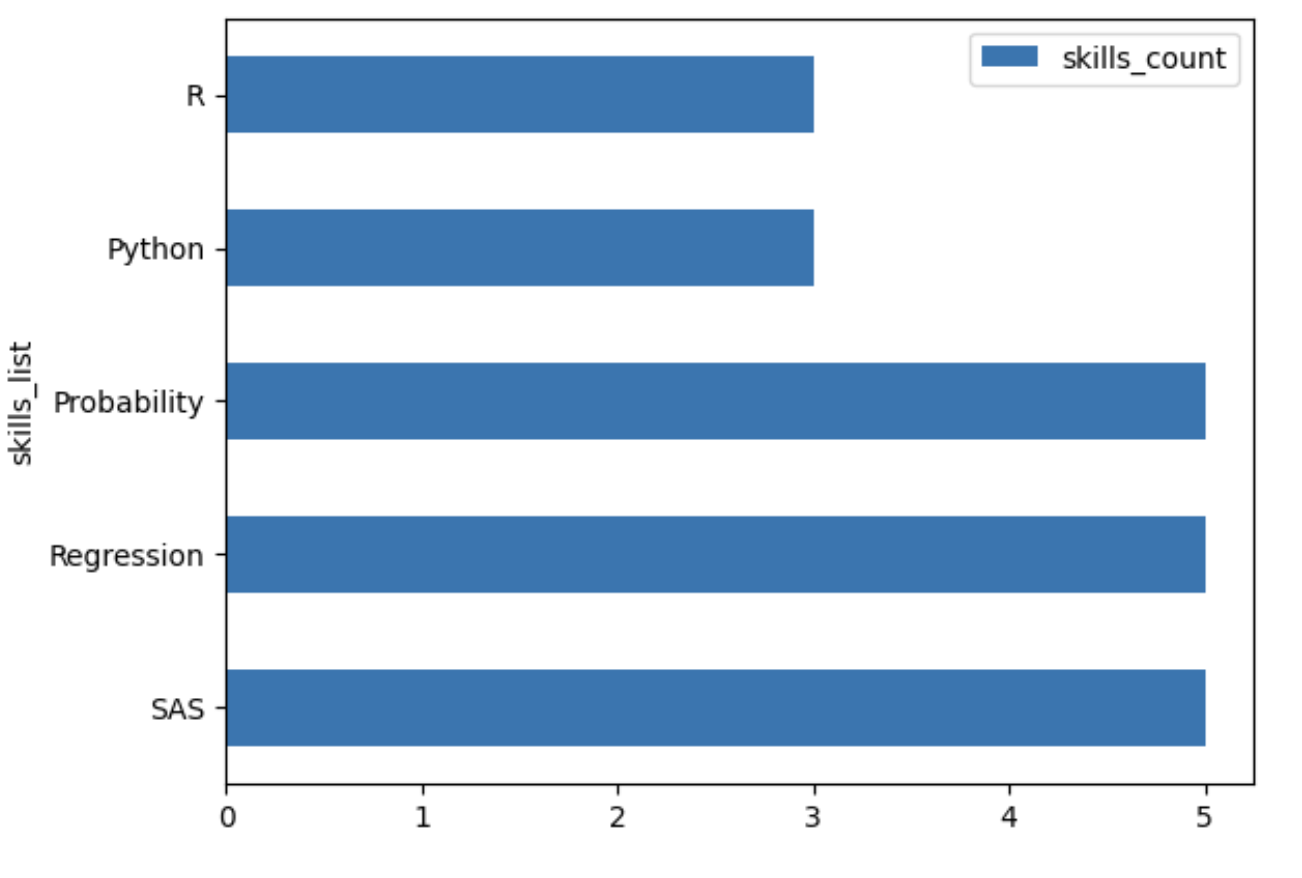 skills_count
R
Python
skills_list
Probability
Regression
SAS
0 1 2 3 4 5